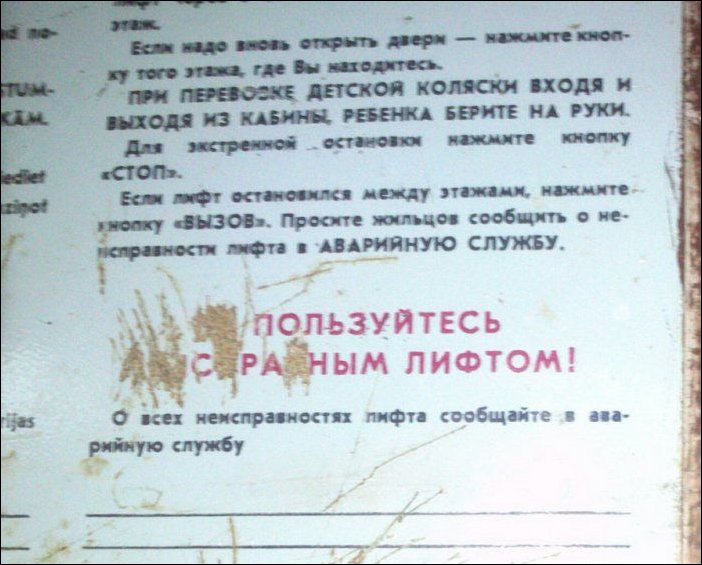 этаж.
Если надо вновь открыть двери — нажмите кноп-
ку того этажа, где Вы находитесь.
ПРИ ПЕРЕВОЗКЕ ДЕТСКОЙ КОЛЯСКИ ВХОДЯ И
ВЫХОДЯ ИЗ КАБИНЫ, РЕБЕНКА БЕРИТЕ НА РУКИ.
Для экстренной остановки нажмите кнопку
«СТОП».
Если лифт остановился между этажами, нажмите
кнопку «ВЫЗОВ». Просите жильцов сообщить о не-
исправности лифта в АВАРИЙНУЮ СЛУЖБУ.
ПОЛЬЗУЙТЕСЬ
ЛИФТОМ!
О всех неисправностях лифта сообщайте в ава-
рийную службу